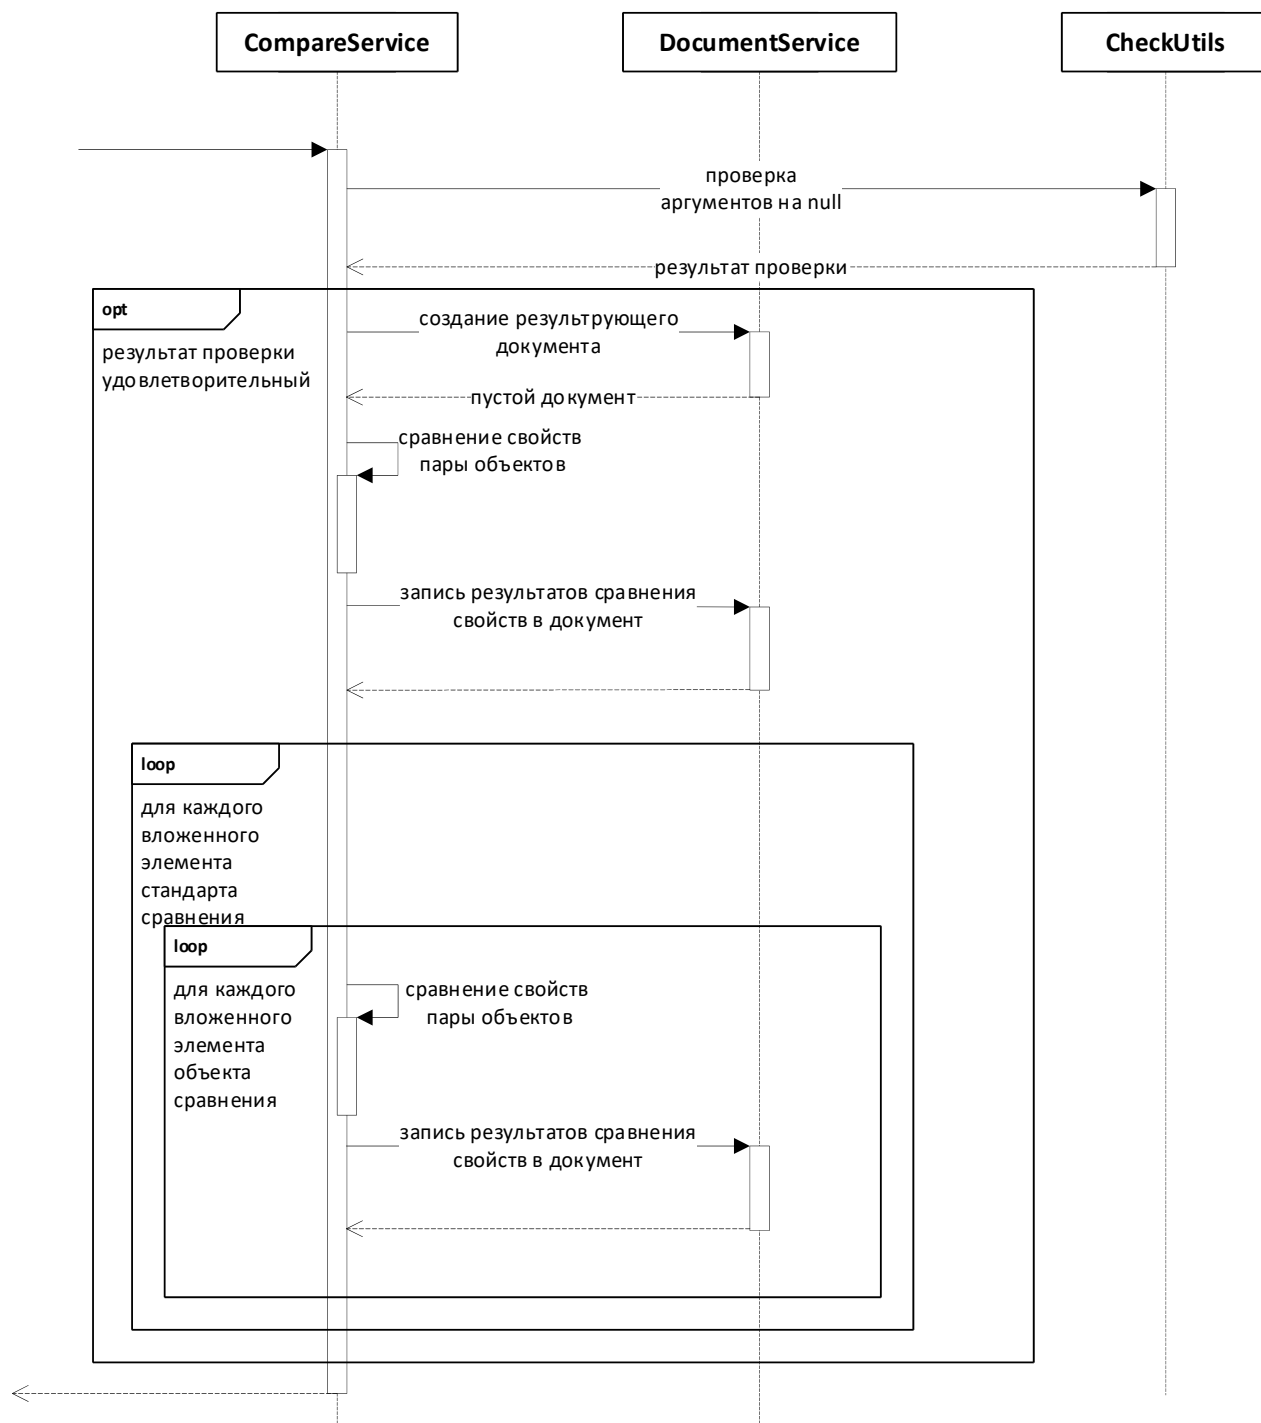 CompareService
DocumentService
CheckUtils
проверка
аргументов на null
результат проверки
opt
результат проверки
удовлетворительный
создание результрующего
документа
пустой документ
сравнение свойств
пары объектов
запись результатов сравнения
свойств в документ
loop
для каждого
вложенного
элемента
стандарта
сравнения
loop
для каждого
вложенного
элемента
объекта
сравнения
сравнение свойств
пары объектов
запись результатов сравнения
свойств в документ